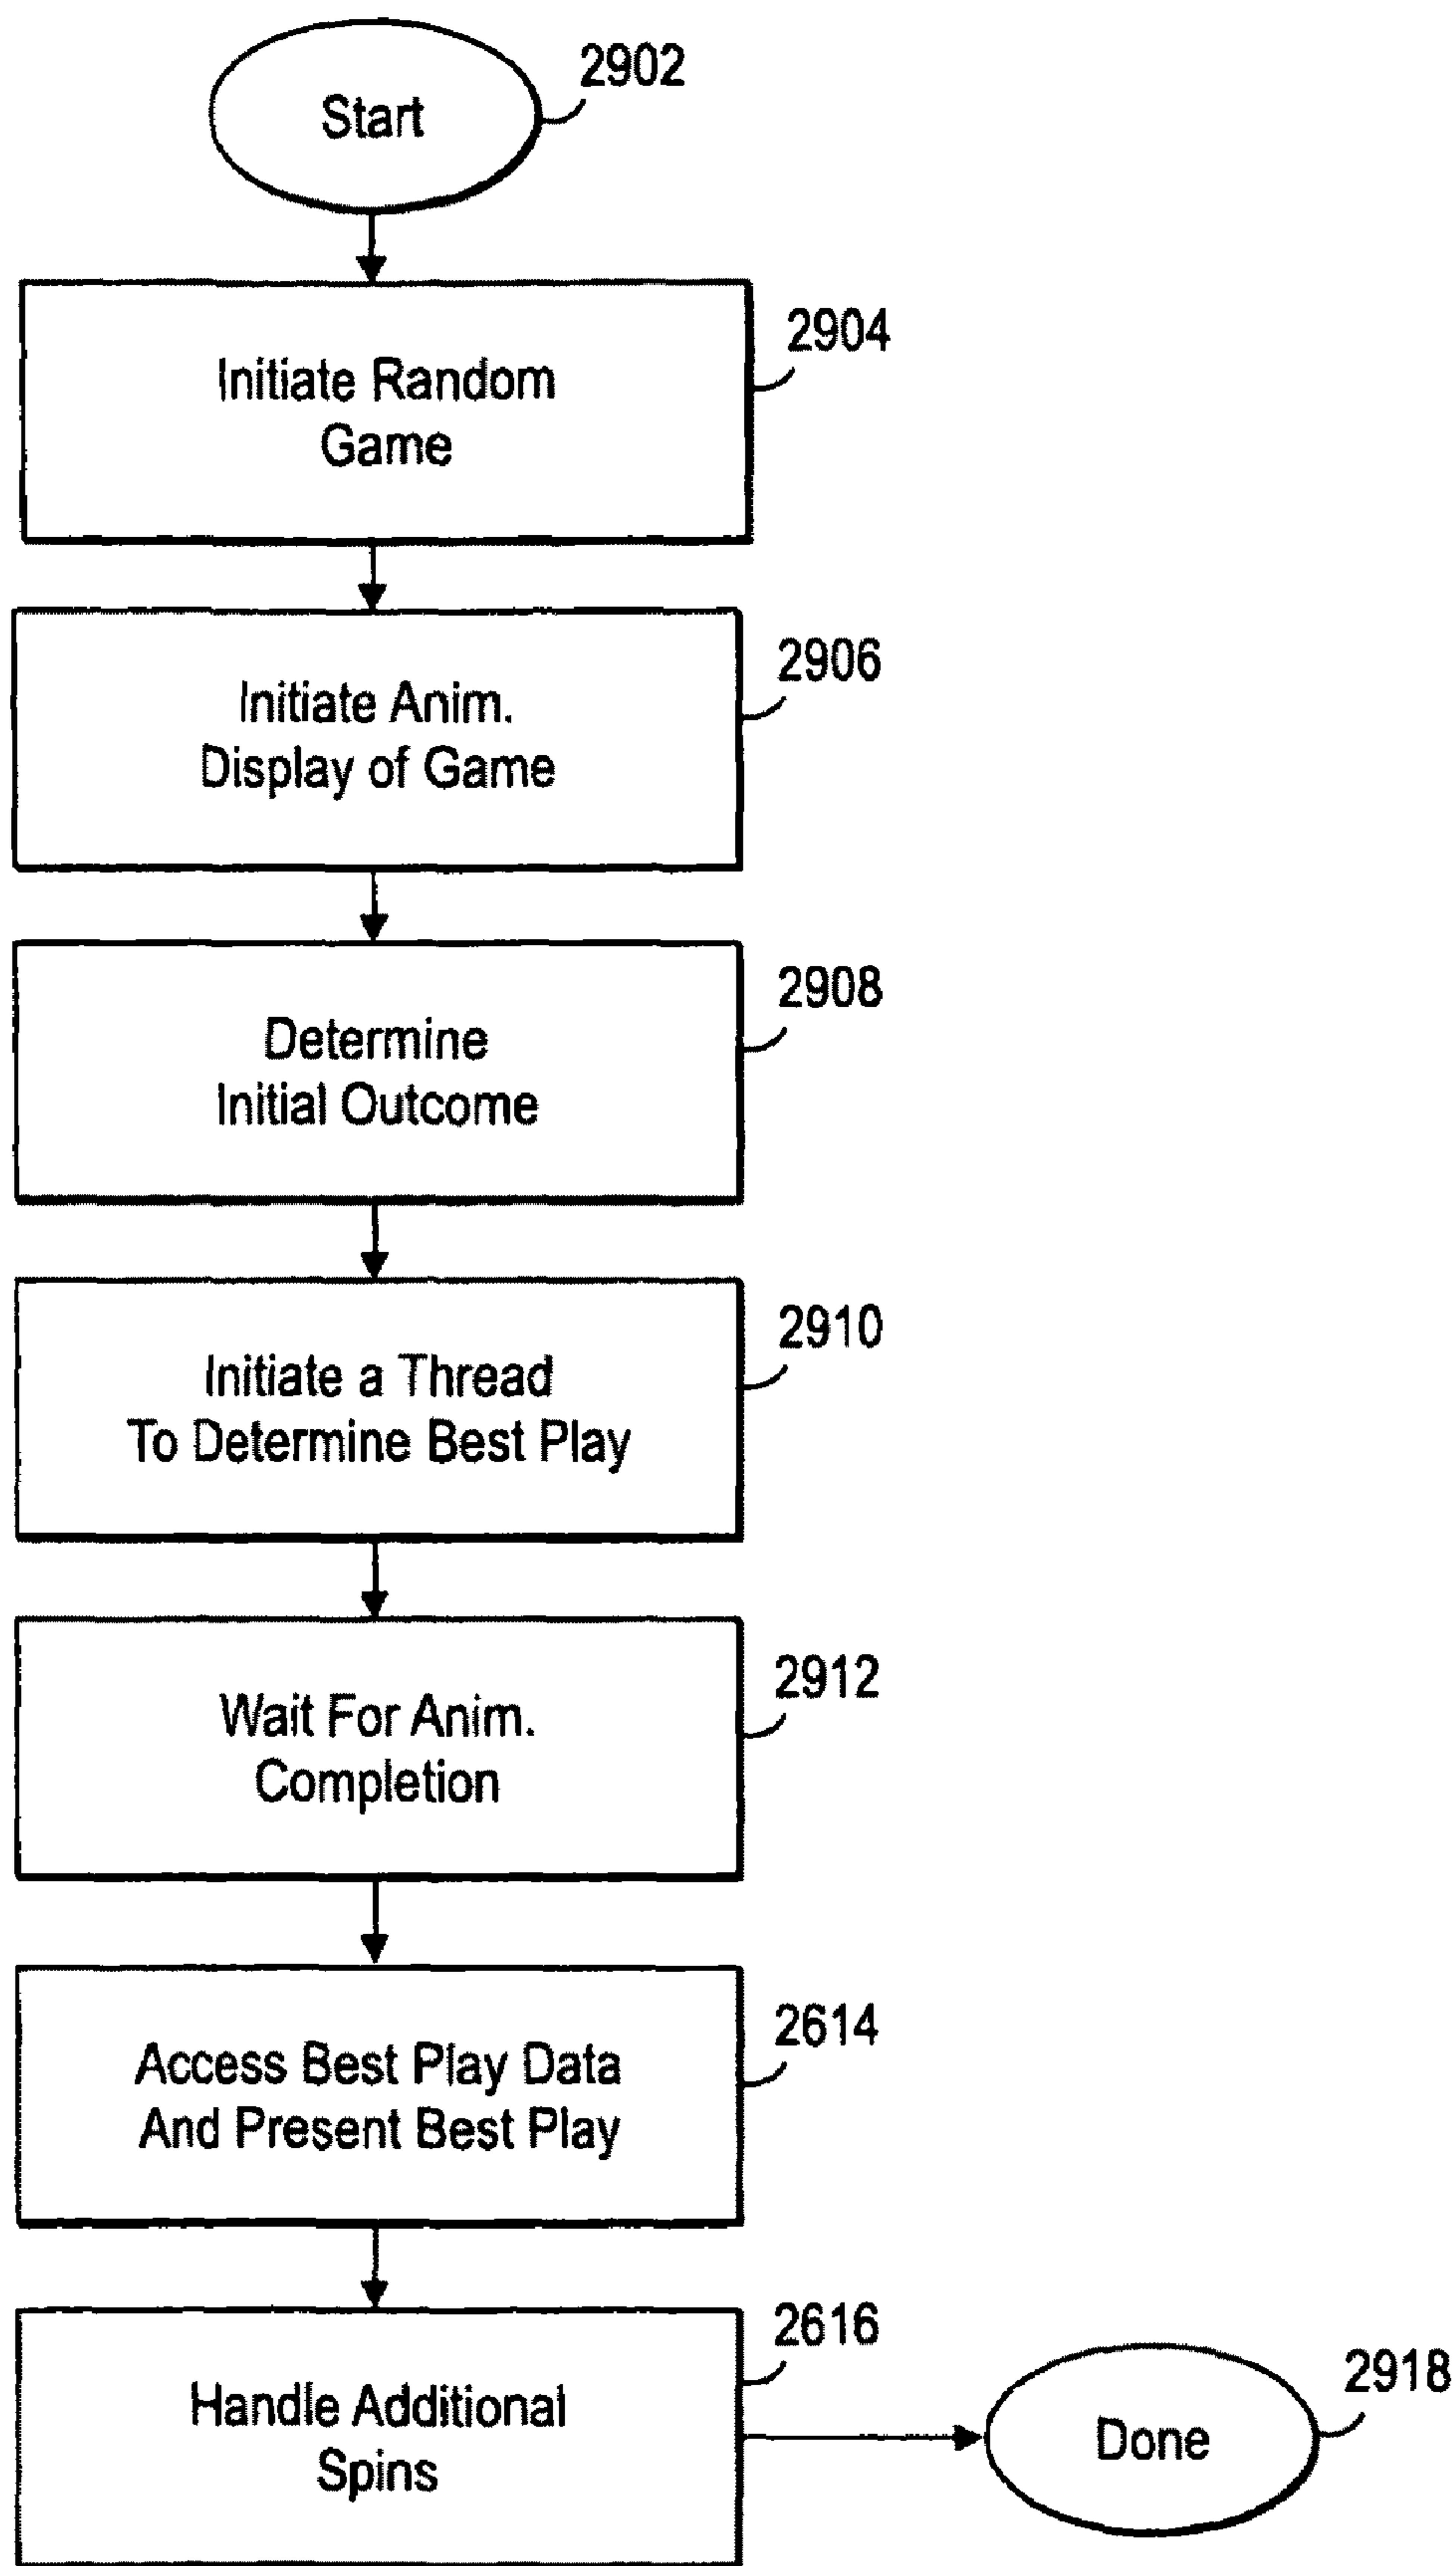 Start
2902
Initiate Random
Game
2904
Initiate Anim.
Display of Game
2906
Determine
Initial Outcome
2908
Initiate a Thread
To Determine Best Play
2910
Wait For Anim.
Completion
2912
Access Best Play Data
And Present Best Play
2614
Handle Additional
Spins
2616
Done
2918